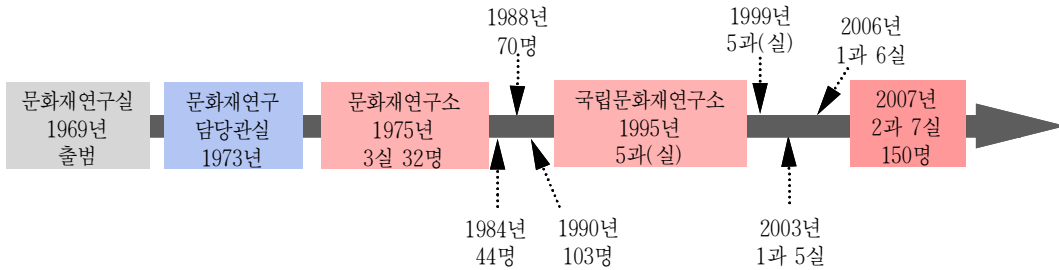 1988년
70명
1999년
5과(실)
2006년
1과 6실
문화재연구실
1969년
출범
문화재연구
담당관실
1973년
문화재연구소
1975년
3실 32명
국립문화재연구소
1995년
5과(실)
2007년
2과 7실
150명
1984년
44명
1990년
103명
2003년
1과 5실